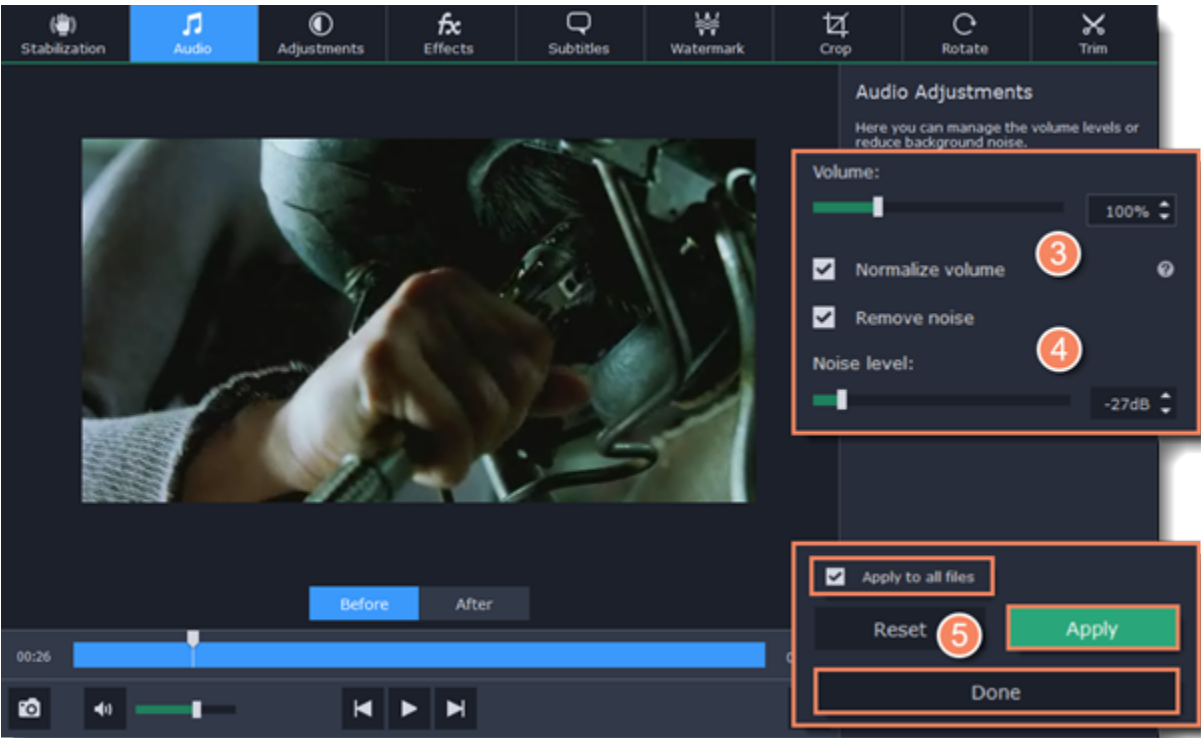 Stabilization
Audio
Adjustments
fx
Effects
Subtitles
Watermark
Crop
Rotate
Trim
Audio Adjustments
Here you can manage the volume levels or
reduce background noise.
Volume:
100%
3
Normalize volume
?
Remove noise
4
Noise level:
-27dB
Apply to all files
Before
After
Reset
5
Apply
00:26
Done